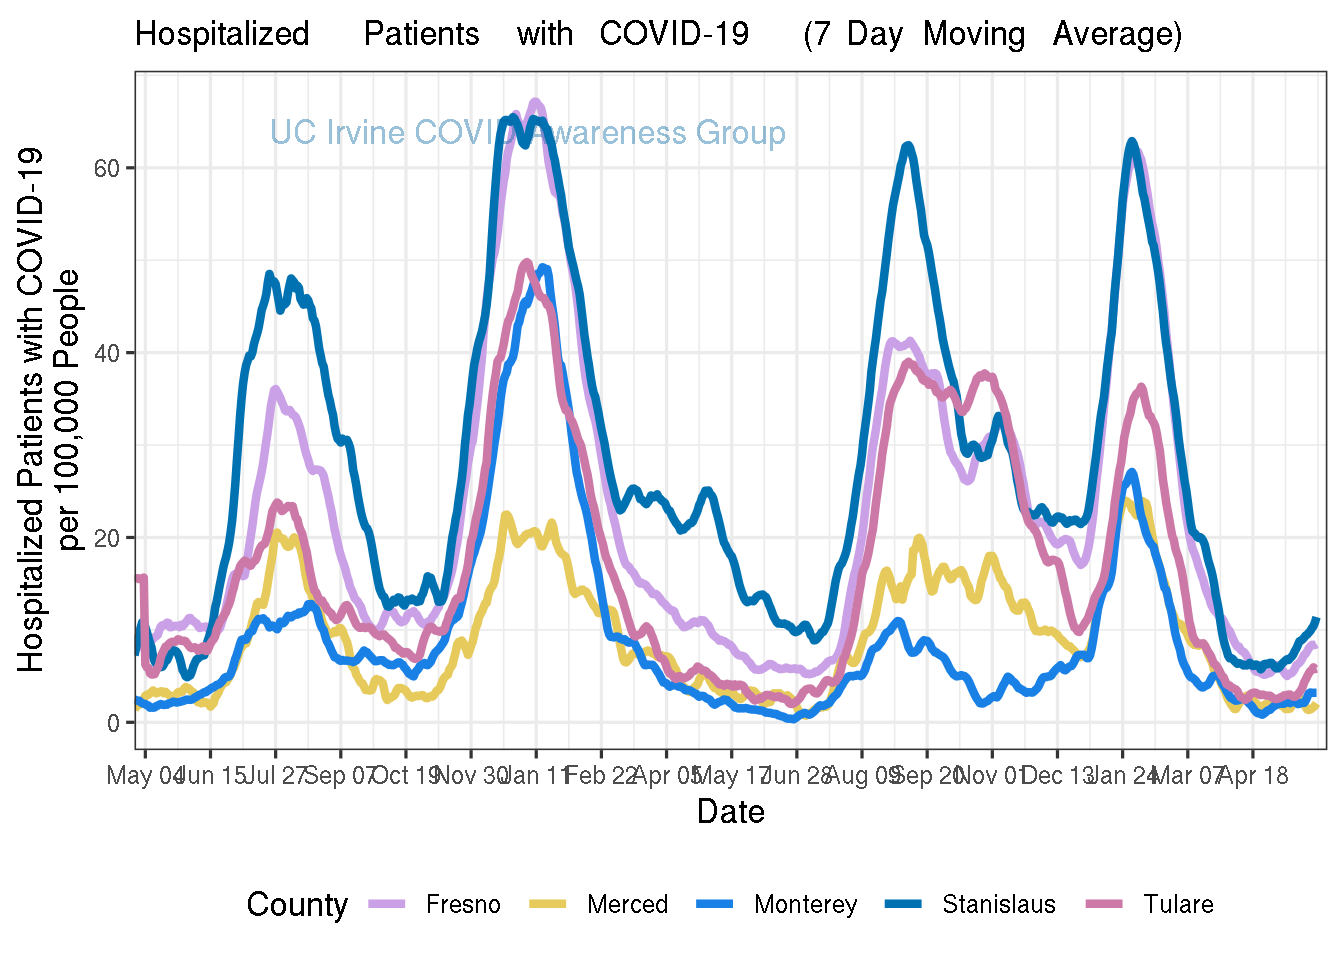 Hospitalized Patients with COVID-19 (7 Day Moving Average)
UC Irvine COVID Awareness Group
Hospitalized Patients with COVID-19
per 100,000 People
60
40
20
0
May 04 Jun 15 Jul 27 Sep 07 Oct 19 Nov 30 Jan 11 Feb 22 Apr 05 May 17 Jun 28 Aug 09 Sep 20 Nov 01 Dec 13 Jan 24 Mar 07 Apr 18
Date
County Fresno Merced Monterey Stanislaus Tulare